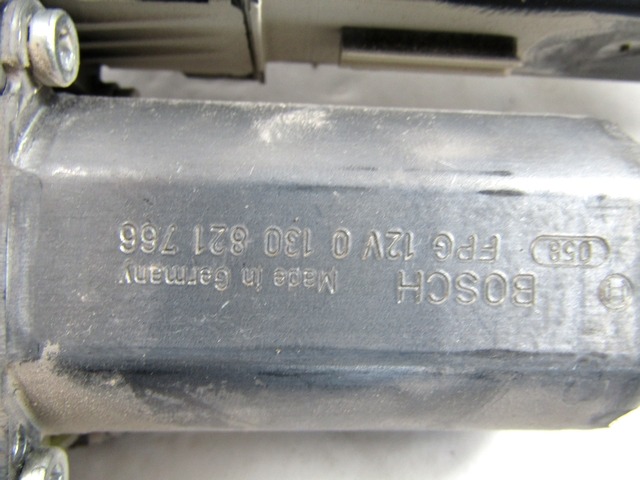 BOSCH Made in Germany
058 FPG 12V 0 130 821 766